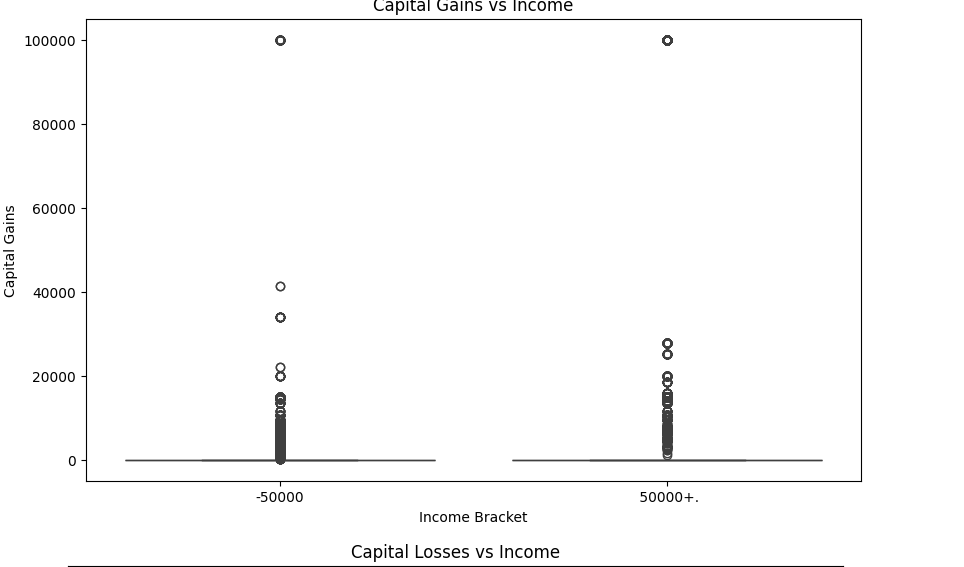 Capital Gains vs Income
100000
80000
60000
40000
20000
0
Capital Gains
-50000
50000+.
Income Bracket
Capital Losses vs Income